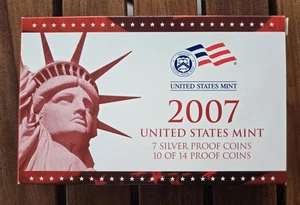 UNITED STATES MINT
2007
UNITED STATES MINT
7 SILVER PROOF COINS
10 OF 14 PROOF COINS